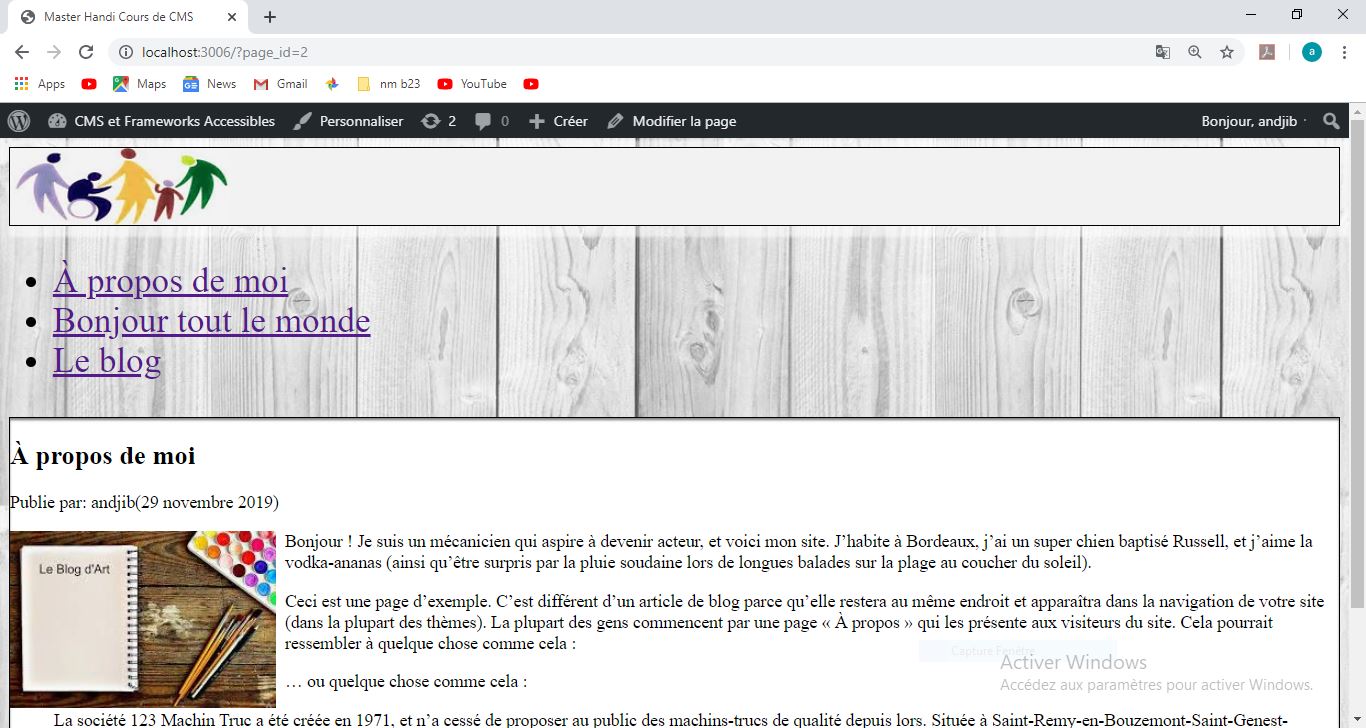 Master Handi Cours de CMS
localhost:3006/?page_id=2
a
Apps Maps News Gmail nm b23 YouTube
CMS et Frameworks Accessibles Personnaliser 2 0 Créer Modifier la page Bonjour, andjib
À propos de moi
Bonjour tout le monde
Le blog
À propos de moi
Publie par: andjib(29 novembre 2019)
Le Blog d'Art
Bonjour ! Je suis un mécanicien qui aspire à devenir acteur, et voici mon site. J’habite à Bordeaux, j’ai un super chien baptisé Russell, et j’aime la
vodka-ananas (ainsi qu’être surpris par la pluie soudaine lors de longues balades sur la plage au coucher du soleil).
Ceci est une page d’exemple. C’est différent d’un article de blog parce qu’elle restera au même endroit et apparaîtra dans la navigation de votre site
(dans la plupart des thèmes). La plupart des gens commencent par une page « À propos » qui les présente aux visiteurs du site. Cela pourrait
ressembler à quelque chose comme cela :
Capture Fenêtre
Activer Windows
Accédez aux paramètres pour activer Windows.
… ou quelque chose comme cela :
La société 123 Machin Truc a été créée en 1971, et n’a cessé de proposer au public des machins-trucs de qualité depuis lors. Située à Saint-Remy-en-Bouzemont-Saint-Genest-